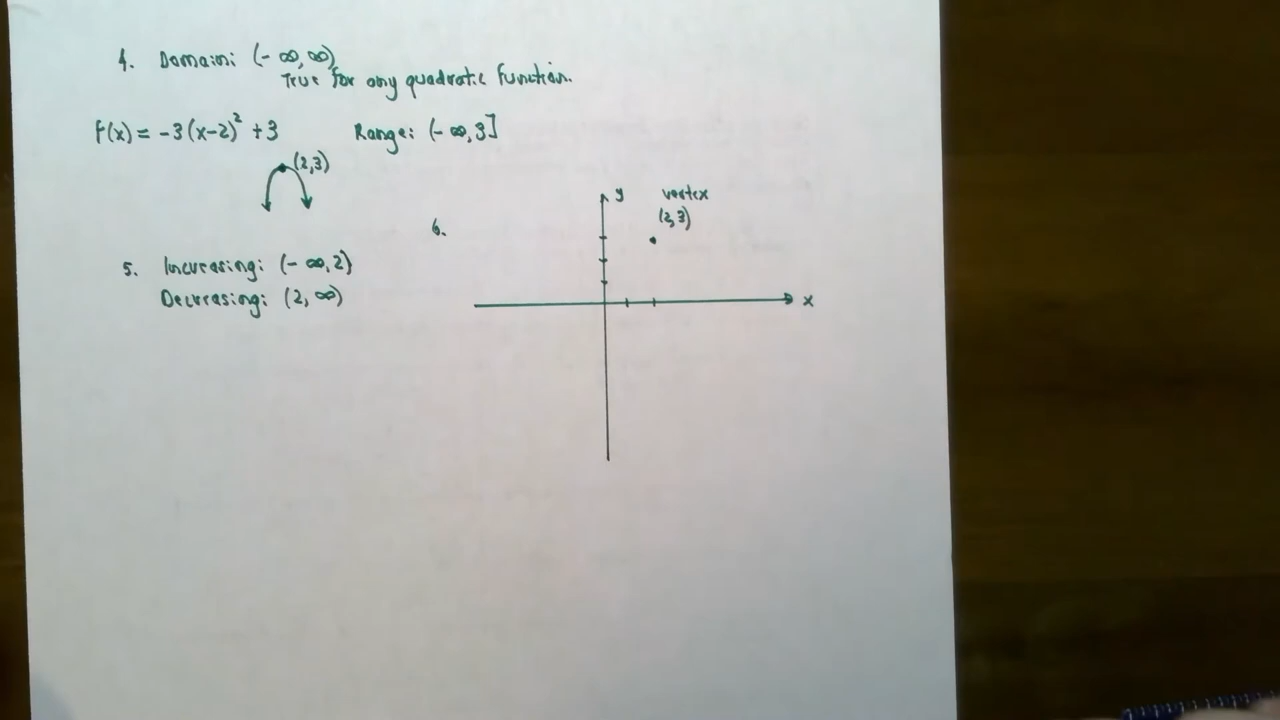 4. Domain: (-∞,∞)
True for any quadratic function.
f(x) = -3(x-2)² +3 Range: (-∞,3]
(2,3)
5. Increasing: (-∞,2)
Decreasing: (2,∞)
6.
y
vertex
(2,3)
x